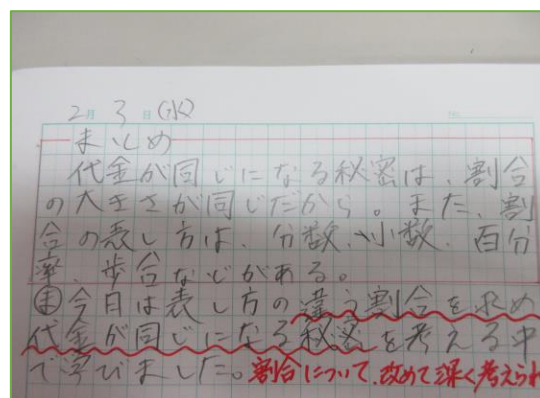 2月3日(水)
まとめ
代金が同じになる秘密は、割合
の大きさが同じだから。また、割
合の表し方は、分数、小数、百分
率、歩合などがある。
ま今日は表し方の違う割合を求め
代金が同じになる秘密を考える中
で学びました。割合について、改めて深く考えられ